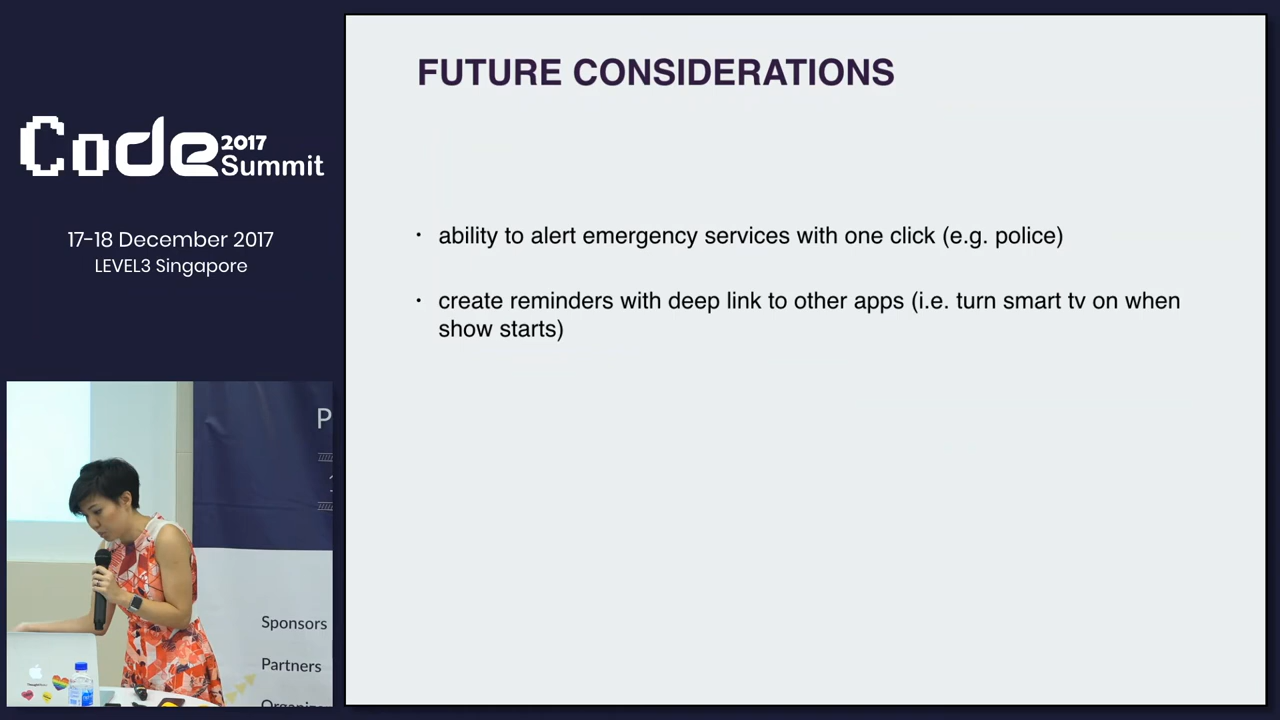 Code
2017
Summit
17-18 December 2017
LEVEL3 Singapore
FUTURE CONSIDERATIONS
• ability to alert emergency services with one click (e.g. police)
• create reminders with deep link to other apps (i.e. turn smart tv on when
show starts)
P
Sponsors
Partners